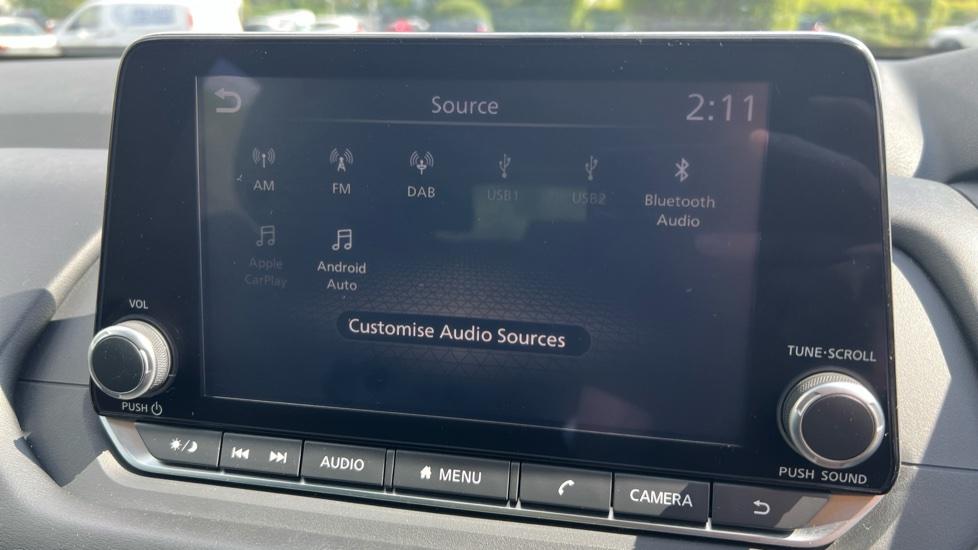 Source
2:11
AM
FM
DAB
USB1
USB2
Bluetooth
Audio
Apple
CarPlay
Android
Auto
Customise Audio Sources
VOL
PUSH
TUNE·SCROLL
PUSH SOUND
AUDIO
MENU
CAMERA